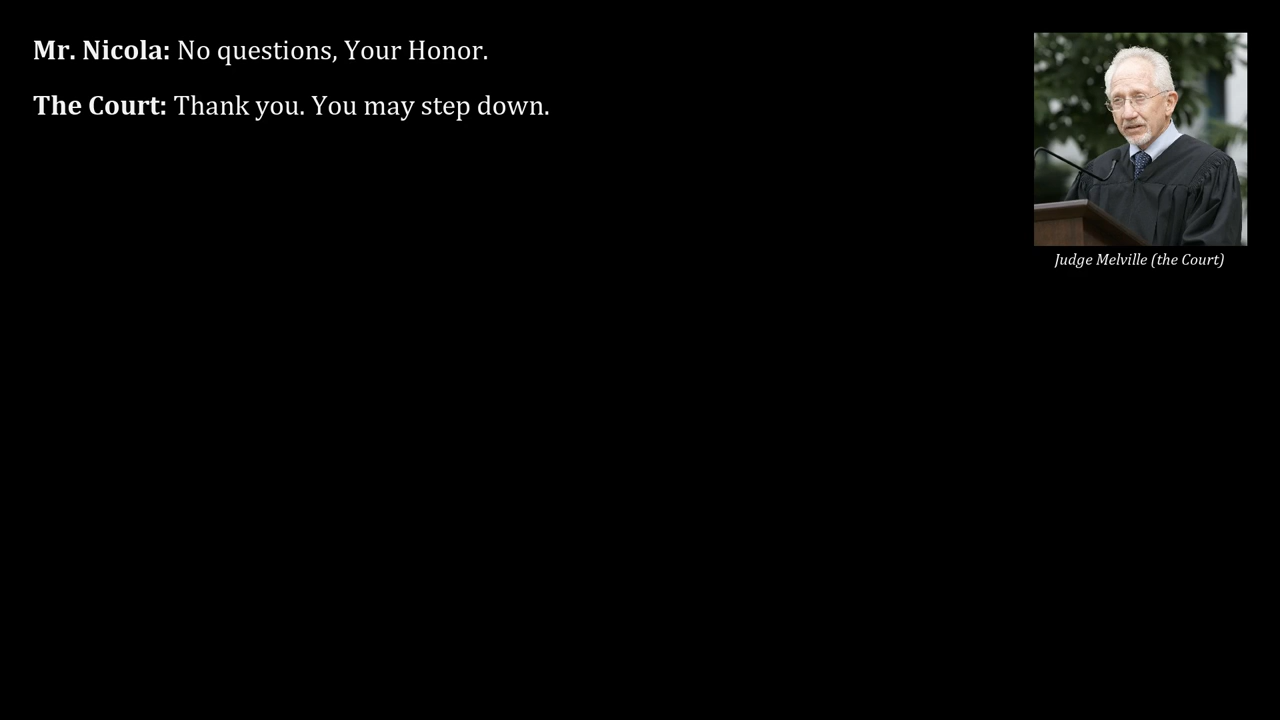 Mr. Nicola: No questions, Your Honor.
The Court: Thank you. You may step down.
Judge Melville (the Court)